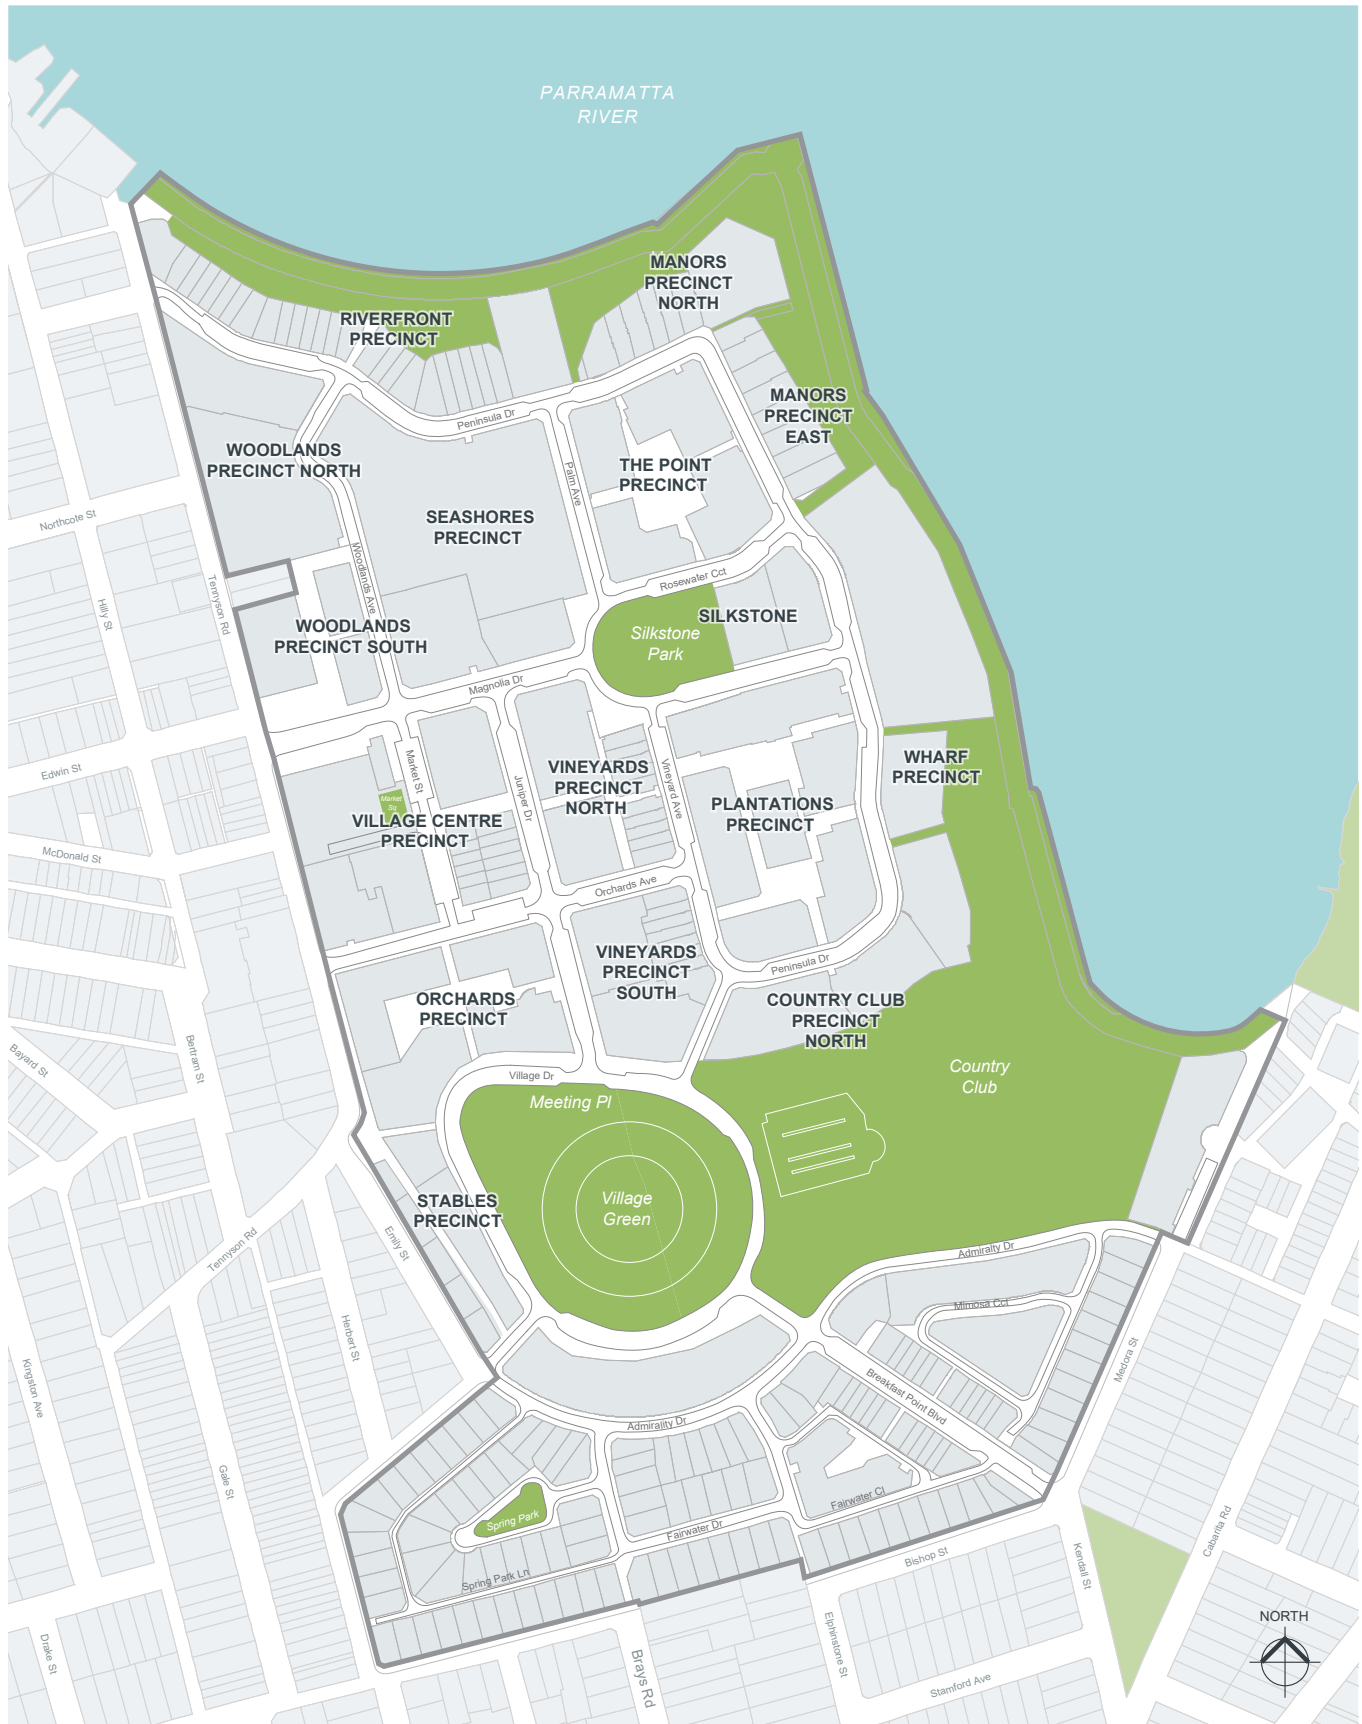 PARRAMATTA
RIVER
MANORS
PRECINCT
NORTH
RIVERFRONT
PRECINCT
MANORS
PRECINCT
EAST
Peninsula Dr
WOODLANDS
PRECINCT NORTH
THE POINT
PRECINCT
Palm Ave
SEASHORES
PRECINCT
Northcote St
Woodlands Ave
Rosewater Cct
Tennyson Rd
Hilly St
WOODLANDS
PRECINCT SOUTH
SILKSTONE
Silkstone
Park
Magnolia Dr
Edwin St
Market St
Juniper Dr
VINEYARDS
PRECINCT
NORTH
Vineyard Ave
WHARF
PRECINCT
Market
Sq
PLANTATIONS
PRECINCT
VILLAGE CENTRE
PRECINCT
McDonald St
Orchards Ave
VINEYARDS
PRECINCT
SOUTH
Peninsula Dr
ORCHARDS
PRECINCT
COUNTRY CLUB
PRECINCT
NORTH
Bayard St
Bertram St
Village Dr
Country
Club
Meeting Pl
Village
Green
STABLES
PRECINCT
Emily St
Tennyson Rd
Admiralty Dr
Mimosa Cct
Herbert St
Kingston Ave
Medora St
Breakfast Point Blvd
Admirality Dr
Gale St
Fairwater Cl
Spring Park
Fairwater Dr
Cabarita Rd
Bishop St
Kendall St
Spring Park Ln
Drake St
Elphinstone St
Brays Rd
Stamford Ave
NORTH